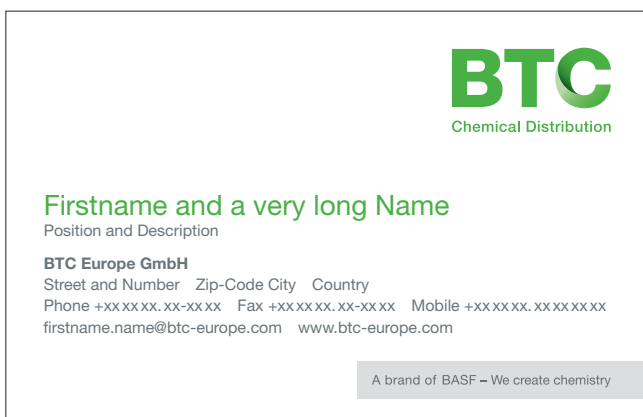 BTC
Chemical Distribution
Firstname and a very long Name
Position and Description
BTC Europe GmbH
Street and Number Zip-Code City Country
Phone +xx xx xx. xx-xx xx Fax +xx xx xx. xx-xx xx Mobile +xx xx xx. xx xx xx xx
firstname.name@btc-europe.com www.btc-europe.com
A brand of BASF – We create chemistry